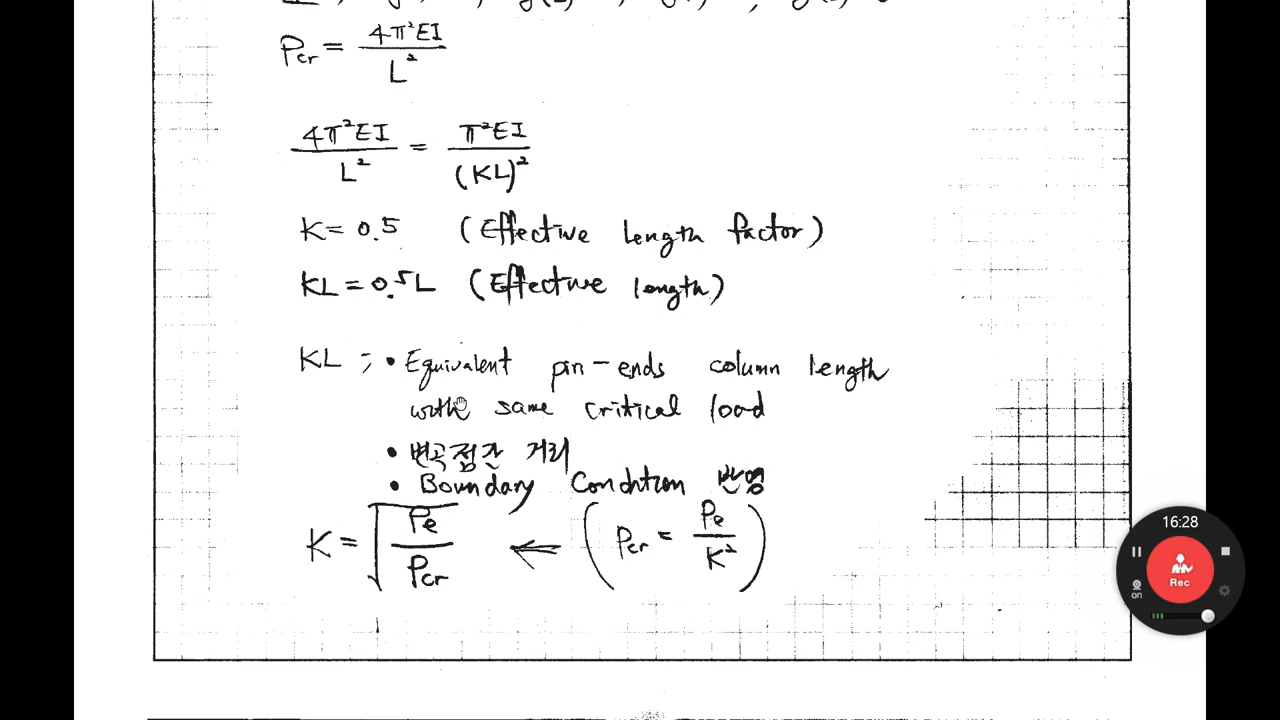 Pcr = 4π²EI / L²
4π²EI / L² = π²EI / (KL)²
K = 0.5 (Effective length factor)
KL = 0.5L (Effective length)
KL ; • Equivalent pin-ends column length
with same critical load
•변곡점간 거리
• Boundary Condition 반영
K = √(Pe / Pcr) ← (Pcr = Pe / K²)
16:28
Rec
on